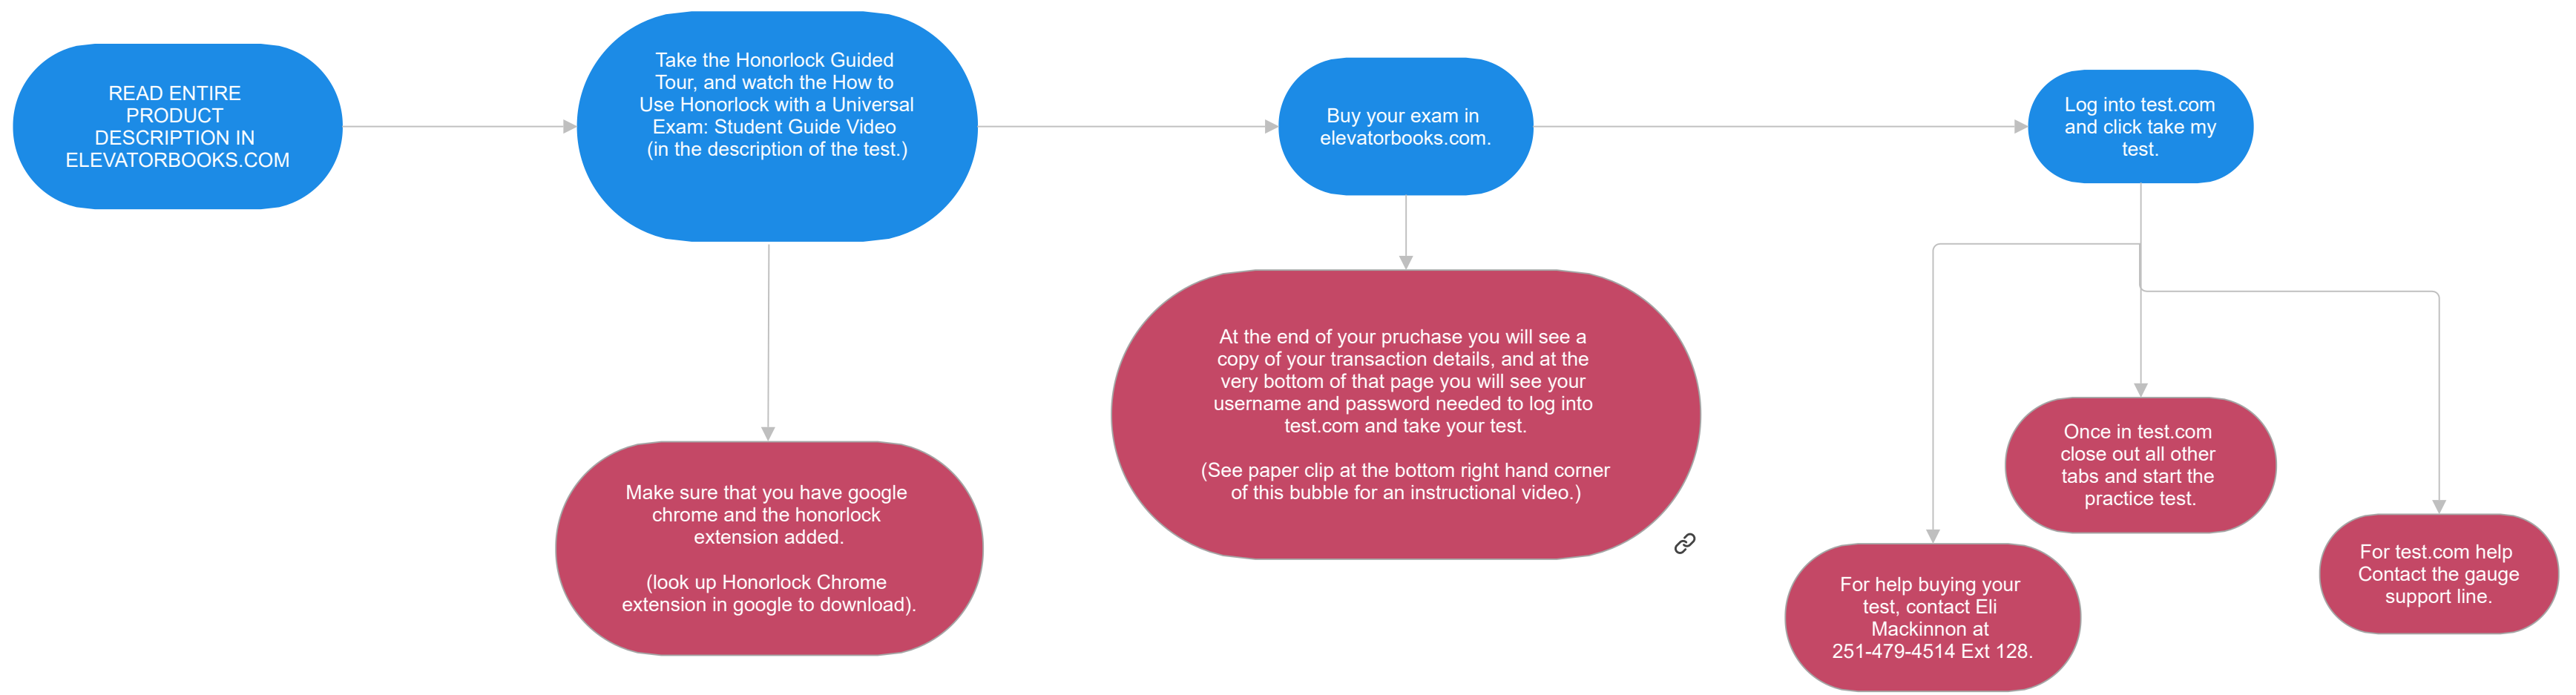 READ ENTIRE
PRODUCT
DESCRIPTION IN
ELEVATORBOOKS.COM
Take the Honorlock Guided
Tour, and watch the How to
Use Honorlock with a Universal
Exam: Student Guide Video
(in the description of the test.)
Buy your exam in
elevatorbooks.com.
Log into test.com
and click take my
test.
Make sure that you have google
chrome and the honorlock
extension added.
(look up Honorlock Chrome
extension in google to download).
At the end of your pruchase you will see a
copy of your transaction details, and at the
very bottom of that page you will see your
username and password needed to log into
test.com and take your test.
(See paper clip at the bottom right hand corner
of this bubble for an instructional video.)
For help buying your
test, contact Eli
Mackinnon at
251-479-4514 Ext 128.
Once in test.com
close out all other
tabs and start the
practice test.
For test.com help
Contact the gauge
support line.